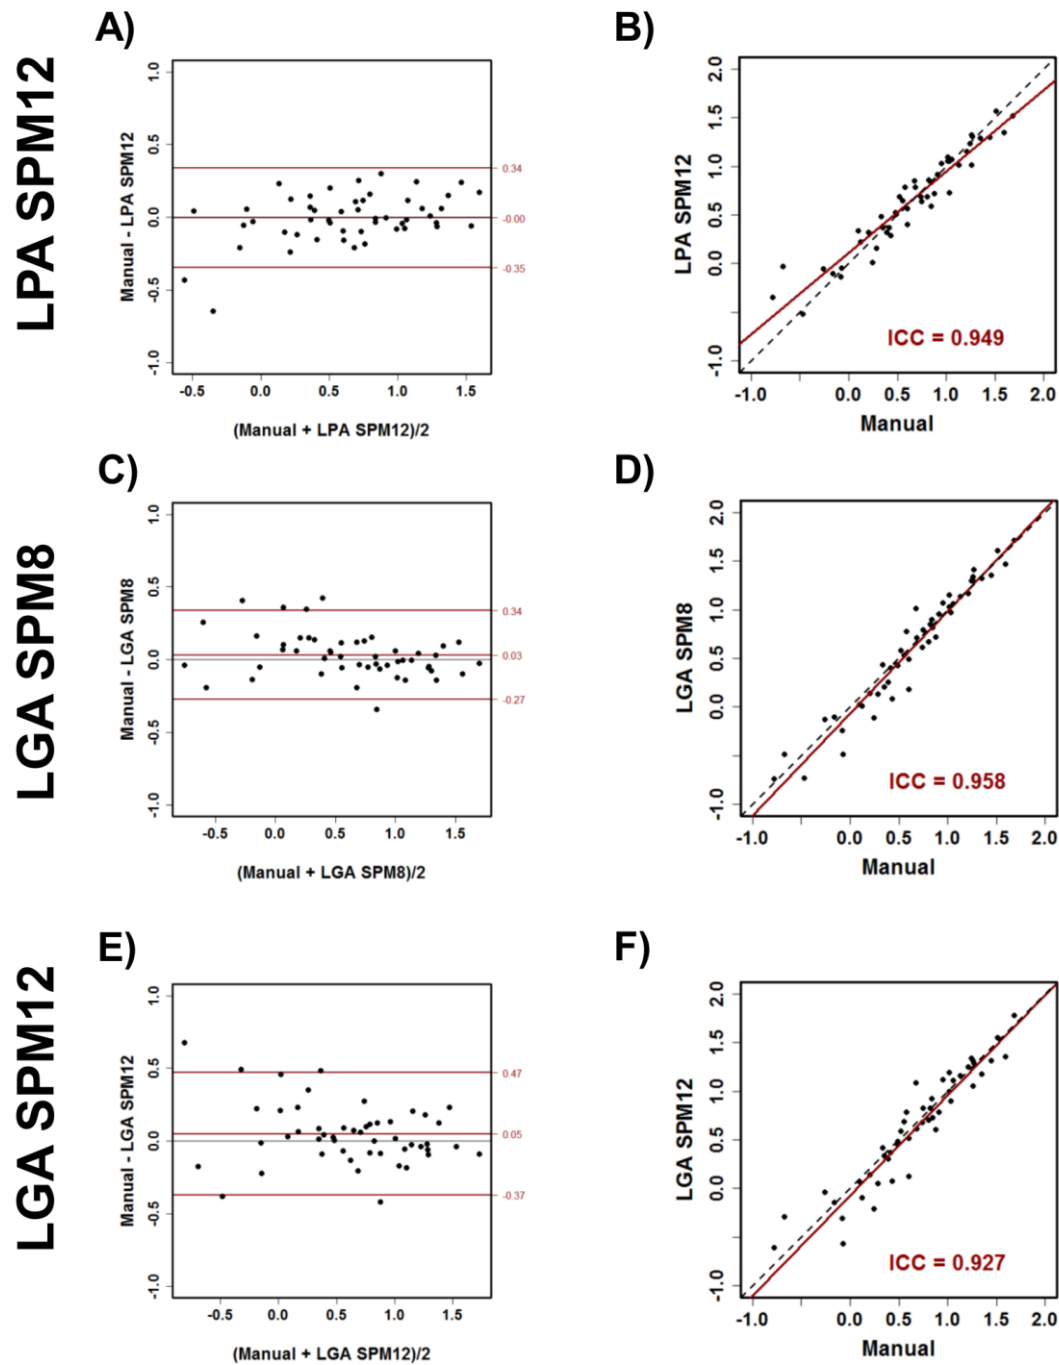 A)
B)
LPA SPM12
Manual - LPA SPM12
1.0
0.5
0.0
-0.5
-1.0
0.34
-0.00
-0.35
-0.5 0.0 0.5 1.0 1.5
(Manual + LPA SPM12)/2
LPA SPM12
2.0
1.5
1.0
0.5
0.0
-1.0
ICC = 0.949
-1.0 0.0 0.5 1.0 2.0
Manual
C)
D)
LGA SPM8
Manual - LGA SPM8
1.0
0.5
0.0
-0.5
-1.0
0.34
0.03
-0.27
-0.5 0.0 0.5 1.0 1.5
(Manual + LGA SPM8)/2
LGA SPM8
2.0
1.5
1.0
0.5
0.0
-1.0
ICC = 0.958
-1.0 0.0 0.5 1.0 2.0
Manual
E)
F)
LGA SPM12
Manual - LGA SPM12
1.0
0.5
0.0
-0.5
-1.0
0.47
0.05
-0.37
-0.5 0.0 0.5 1.0 1.5
(Manual + LGA SPM12)/2
LGA SPM12
2.0
1.5
1.0
0.5
0.0
-1.0
ICC = 0.927
-1.0 0.0 0.5 1.0 2.0
Manual